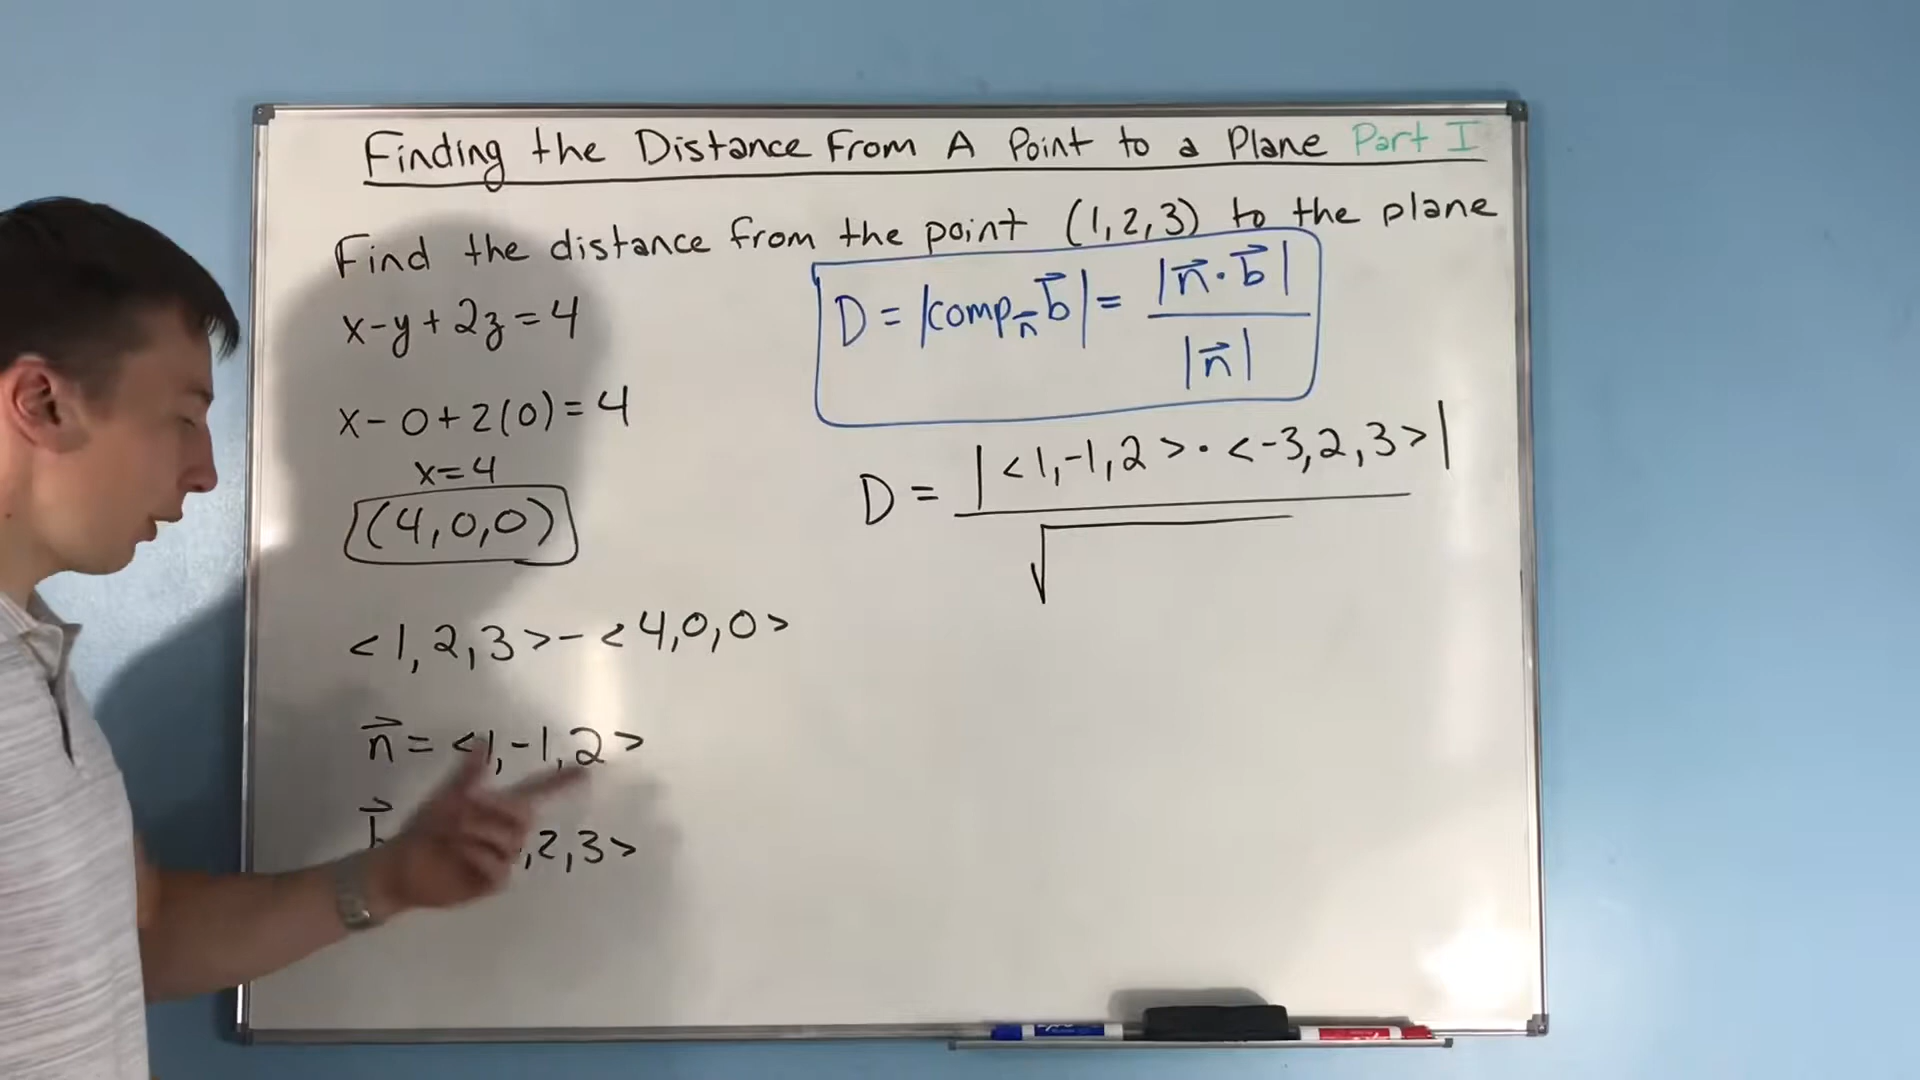 Finding the Distance From A Point to a Plane Part I
Find the distance from the point (1,2,3) to the plane
x-y+2z=4
D = |comp_n⃗ b⃗| = |n⃗·b⃗| / |n⃗|
x-0+2(0)=4
x=4
(4,0,0)
D = |<1,-1,2>·<-3,2,3>| / √
<1,2,3>-<4,0,0>
n⃗ = <1,-1,2>
,2,3>